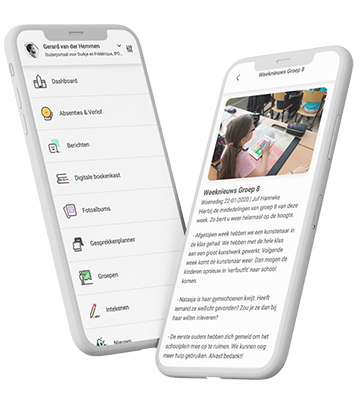 Gerard van der Hemmen
Ouderportaal voor Oudkje en Frédérique, IPC...
Dashboard
Absenties & Verlof
Berichten
Digitale boekenkast
Fotoalbums
Gesprekkenplanner
Groepen
Intekenen
Nieuws
Weeknieuws Groep 8
Weeknieuws Groep 8
Woensdag 22-01-2020 | Juf Hanneke
Hierbij de mededelingen van groep 8 van deze
week. Zo bent u weer helemaal op de hoogte.
- Afgelopen week hebben we een kunstenaar in
de klas gehad. We hebben met de hele klas
aan een groot kunstwerk gewerkt. Volgende
week komt de kunstenaar weer. Dan mogen de
kinderen opnieuw in 'verfoutfit' naar school
komen.
- Natasja is haar gymschoenen kwijt. Heeft
iemand ze wellicht gevonden? Zou je ze dan bij
haar willen inleveren?
- De eerste ouders hebben zich gemeld om het
schoolplein mee op te ruimen. We kunnen nog
meer hulp gebruiken. Alvast bedankt!